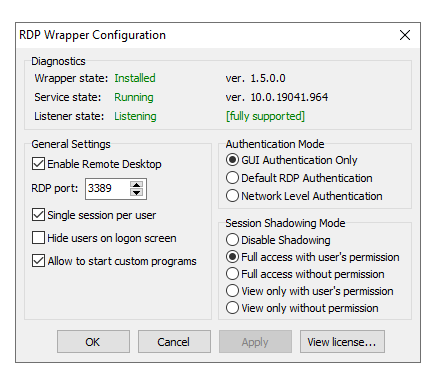 RDP Wrapper Configuration
Diagnostics
Wrapper state: Installed ver. 1.5.0.0
Service state: Running ver. 10.0.19041.964
Listener state: Listening [fully supported]
General Settings
Enable Remote Desktop
RDP port: 3389
Single session per user
Hide users on logon screen
Allow to start custom programs
Authentication Mode
GUI Authentication Only
Default RDP Authentication
Network Level Authentication
Session Shadowing Mode
Disable Shadowing
Full access with user's permission
Full access without permission
View only with user's permission
View only without permission
OK Cancel Apply View license...